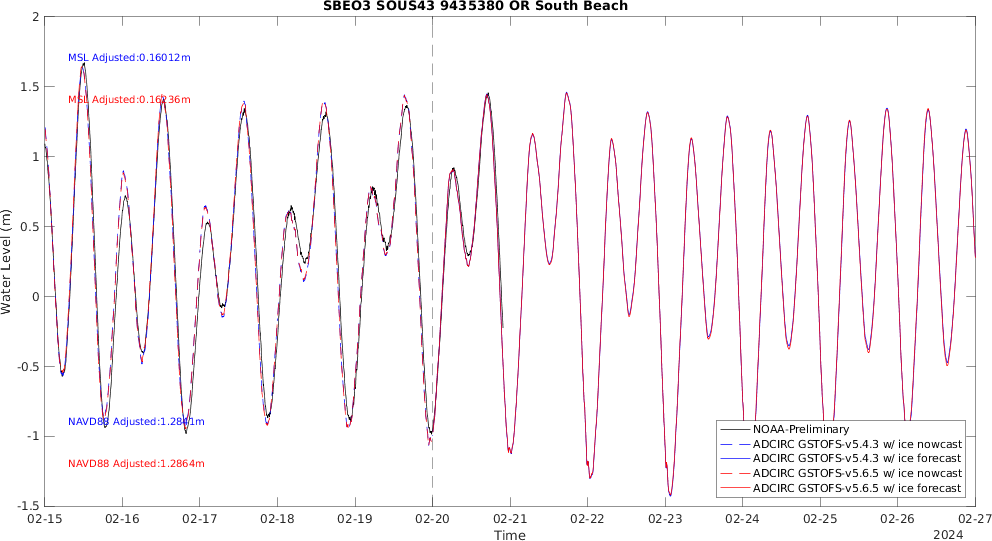 SBEO3 SOUS43 9435380 OR South Beach
2
1.5
1
0.5
0
-0.5
-1
-1.5
Water Level (m)
MSL Adjusted:0.16012m
MSL Adjusted:0.16236m
NAVD88 Adjusted:1.2841m
NAVD88 Adjusted:1.2864m
NOAA-Preliminary
ADCIRC GSTOFS-v5.4.3 w/ ice nowcast
ADCIRC GSTOFS-v5.4.3 w/ ice forecast
ADCIRC GSTOFS-v5.6.5 w/ ice nowcast
ADCIRC GSTOFS-v5.6.5 w/ ice forecast
02-15 02-16 02-17 02-18 02-19 02-20 02-21 02-22 02-23 02-24 02-25 02-26 02-27
Time
2024